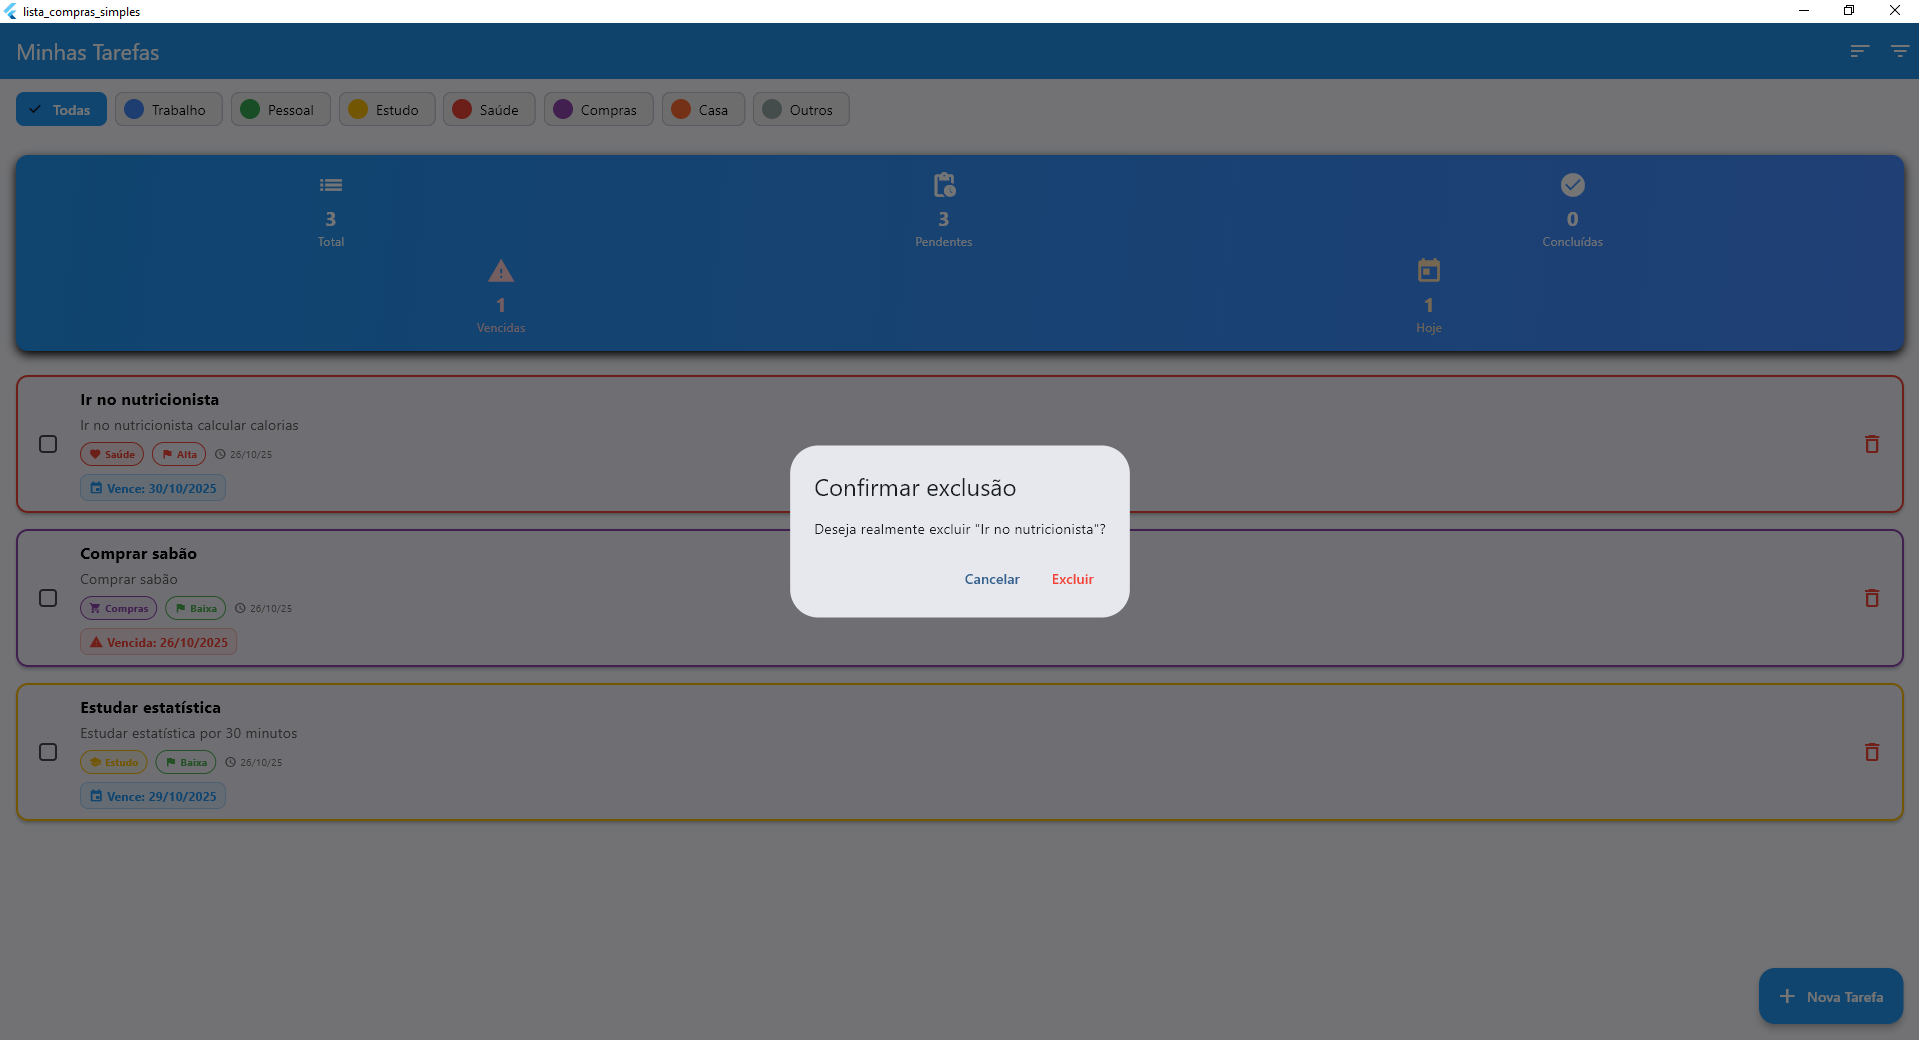 lista_compras_simples
Minhas Tarefas
Todas Trabalho Pessoal Estudo Saúde Compras Casa Outros
3 3 0
Total Pendentes Concluídas
1 1
Vencidas Hoje
Ir no nutricionista
Ir no nutricionista calcular calorias
Saúde Alta 26/10/25
Vence: 30/10/2025
Confirmar exclusão
Deseja realmente excluir "Ir no nutricionista"?
Cancelar Excluir
Comprar sabão
Comprar sabão
Compras Baixa 26/10/25
Vencida: 26/10/2025
Estudar estatística
Estudar estatística por 30 minutos
Estudo Baixa 26/10/25
Vence: 29/10/2025
Nova Tarefa